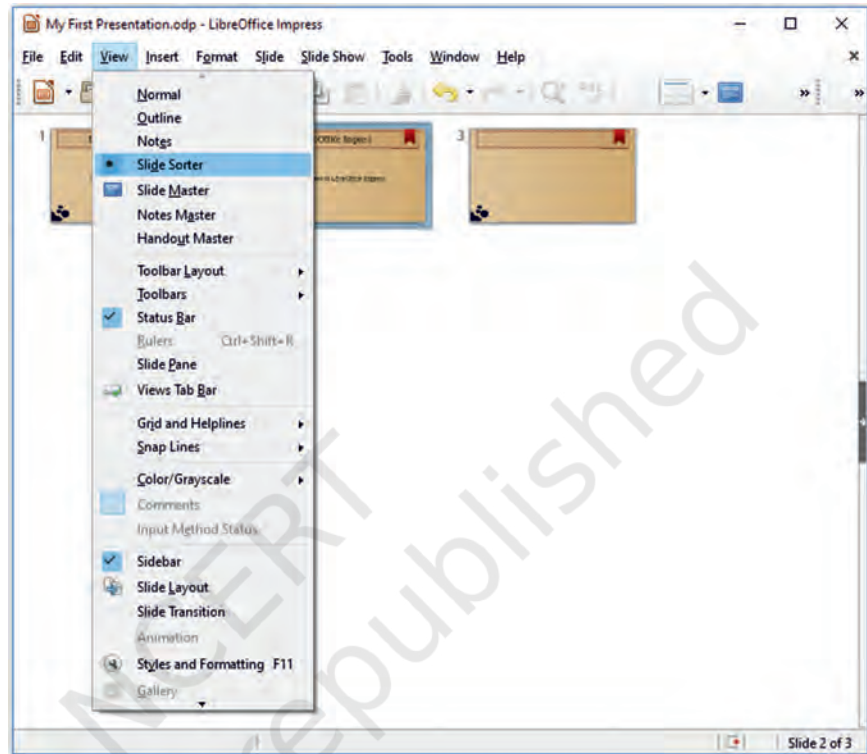 My First Presentation.odp - LibreOffice Impress
File Edit View Insert Format Slide Slide Show Tools Window Help
Normal
Outline
Notes
Slide Sorter
Slide Master
Notes Master
Handout Master
Toolbar Layout
Toolbars
Status Bar
Rulers Ctrl+Shift+R
Slide Pane
Views Tab Bar
Grid and Helplines
Snap Lines
Color/Grayscale
Comments
Input Method Status
Sidebar
Slide Layout
Slide Transition
Animation
Styles and Formatting F11
Gallery
1
3
Slide 2 of 3
NCERT
republished